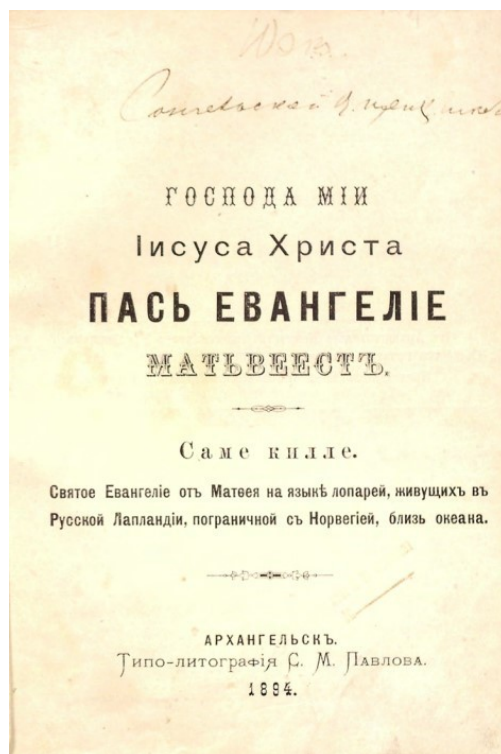 ГОСПОДА МІИ
Іисуса Христа
ПАСЬ ЕВАНГЕЛІЕ
МАТЬВЕЕСТЪ.
Саме килле.
Святое Евангеліе отъ Матѳея на языкѣ лопарей, живущихъ въ
Русской Лапландіи, пограничной съ Норвегіей, близь океана.
АРХАНГЕЛЬСКЪ.
Типо-литографія С. М. Павлова.
1894.